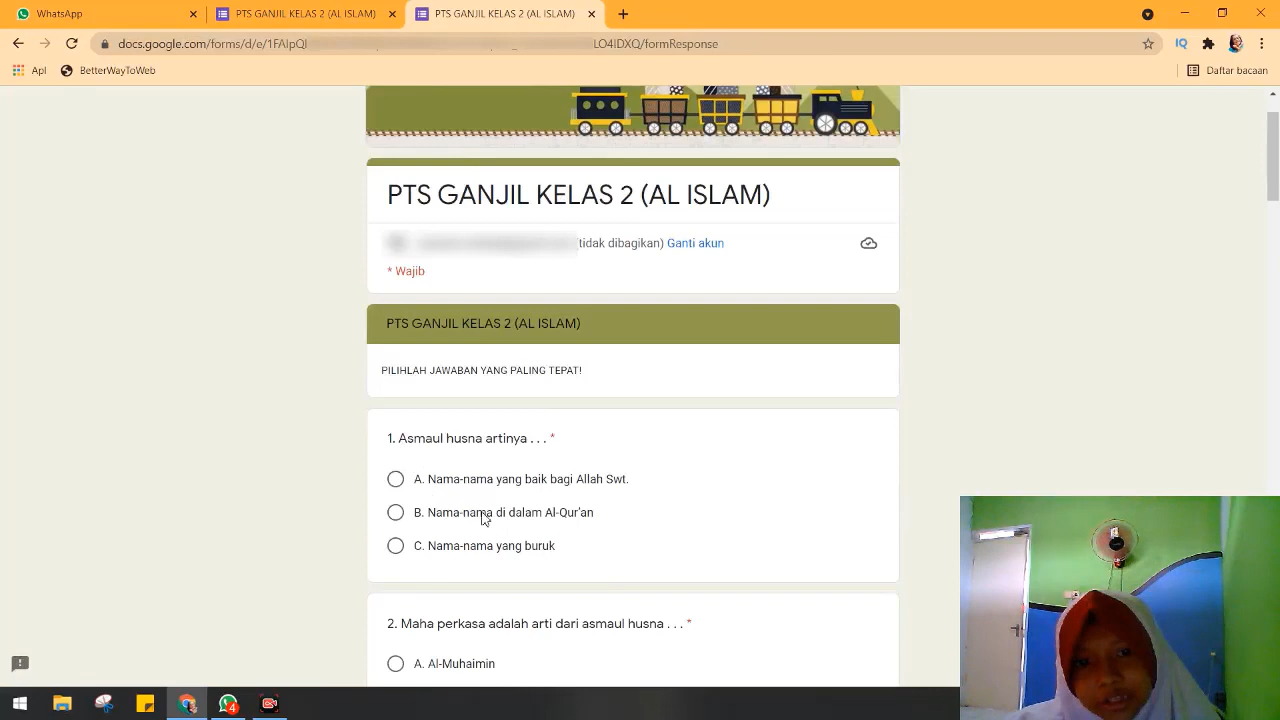 WhatsApp
PTS GANJIL KELAS 2 (AL ISLAM)
PTS GANJIL KELAS 2 (AL ISLAM)
docs.google.com/forms/d/e/1FAIpQl
LO4IDXQ/formResponse
IQ
Apl
BetterWayToWeb
Daftar bacaan
PTS GANJIL KELAS 2 (AL ISLAM)
(tidak dibagikan) Ganti akun
* Wajib
PTS GANJIL KELAS 2 (AL ISLAM)
PILIHLAH JAWABAN YANG PALING TEPAT!
1. Asmaul husna artinya . . . *
A. Nama-nama yang baik bagi Allah Swt.
B. Nama-nama di dalam Al-Qur'an
C. Nama-nama yang buruk
2. Maha perkasa adalah arti dari asmaul husna . . . *
A. Al-Muhaimin
4